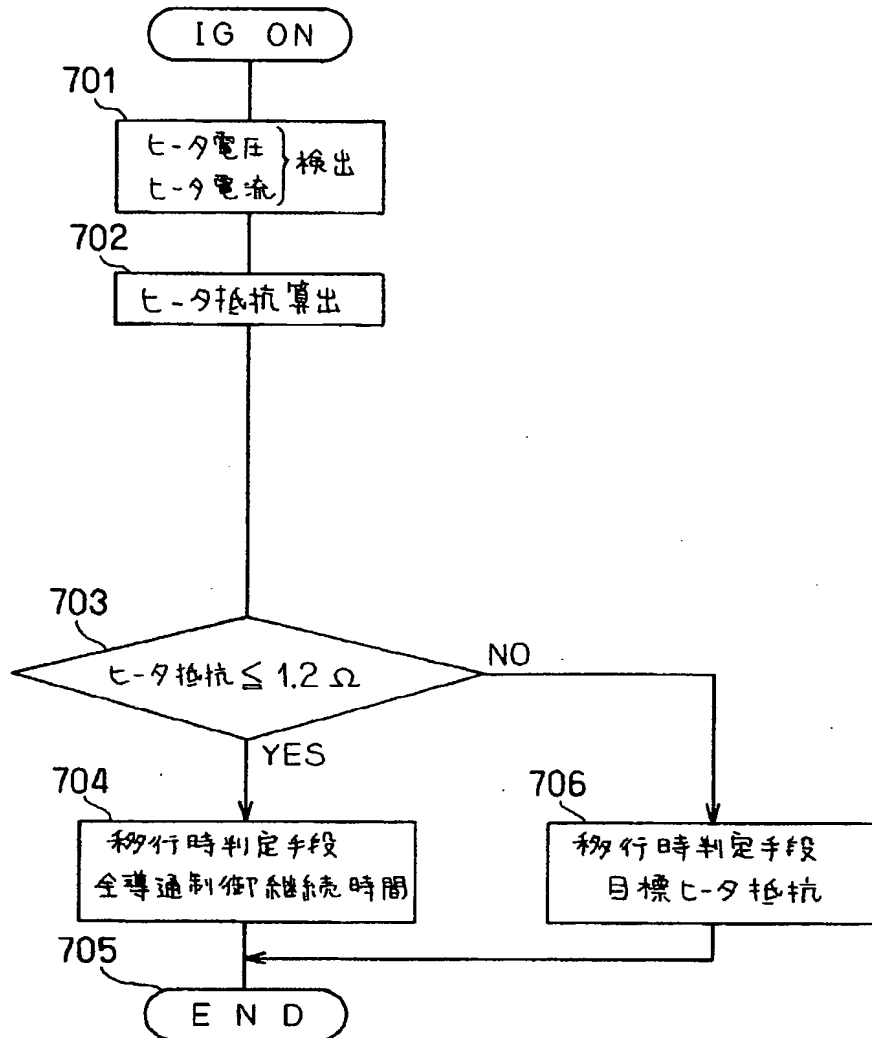 IG ON
701
ヒータ電圧
ヒータ電流
}検出
702
ヒータ抵抗算出
703
ヒータ抵抗≦1.2Ω
NO
YES
704
移行時判定手段
全導通制御継続時間
706
移行時判定手段
目標ヒータ抵抗
705
END